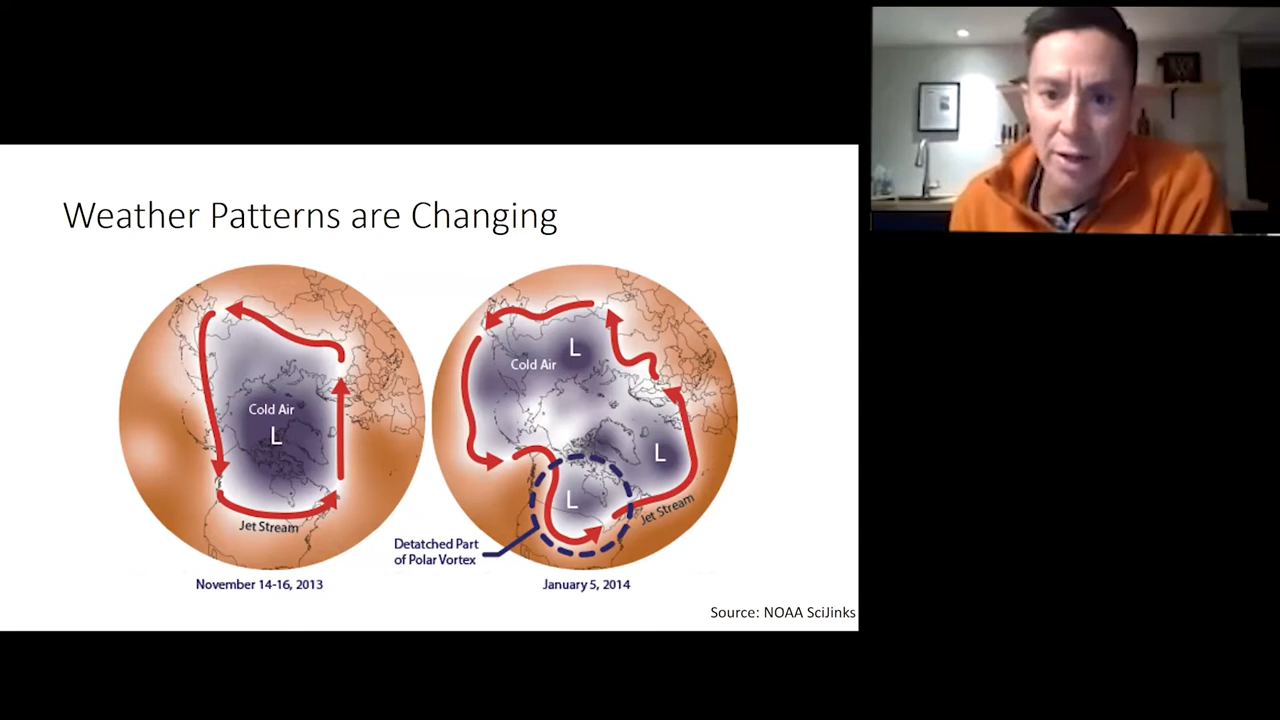 Weather Patterns are Changing
Cold Air
L
Jet Stream
November 14-16, 2013
L
Cold Air
L
L
Jet Stream
Detatched Part
of Polar Vortex
January 5, 2014
Source: NOAA SciJinks